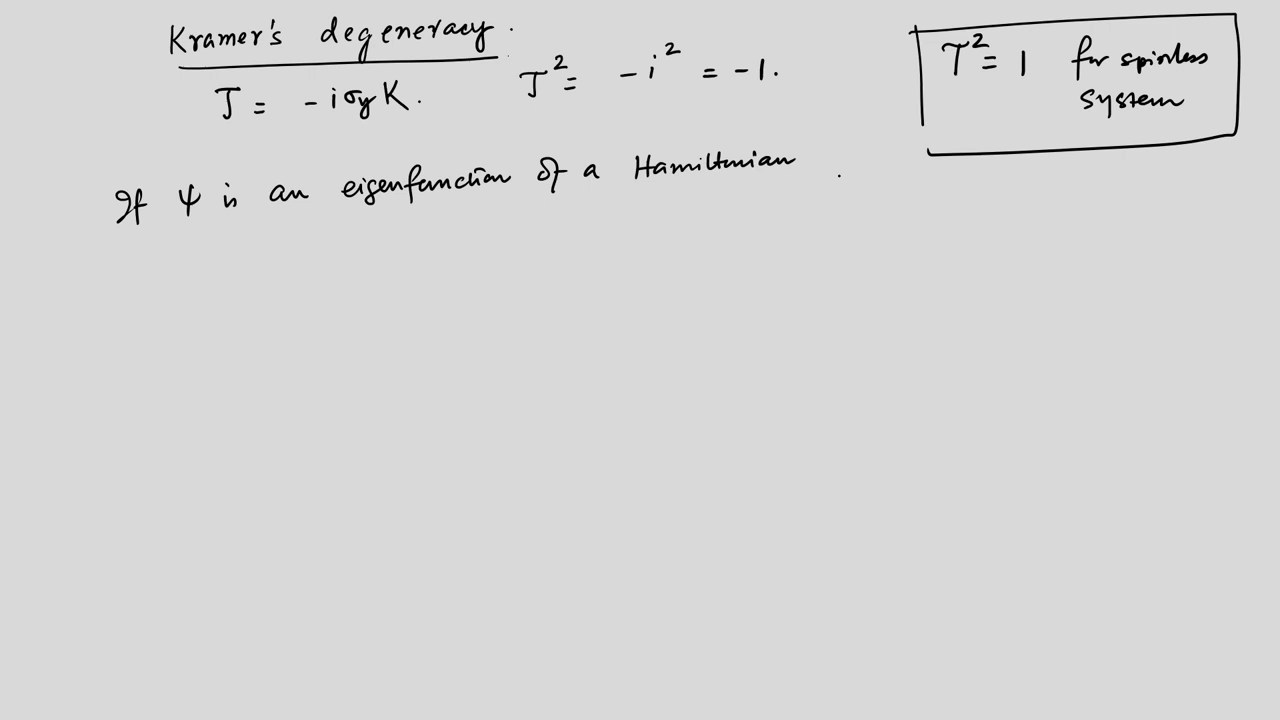 Kramer's degeneracy.
T = -iσyK. T² = -i² = -1.
T² = 1 for spinless
system
If ψ is an eigenfunction of a Hamiltonian